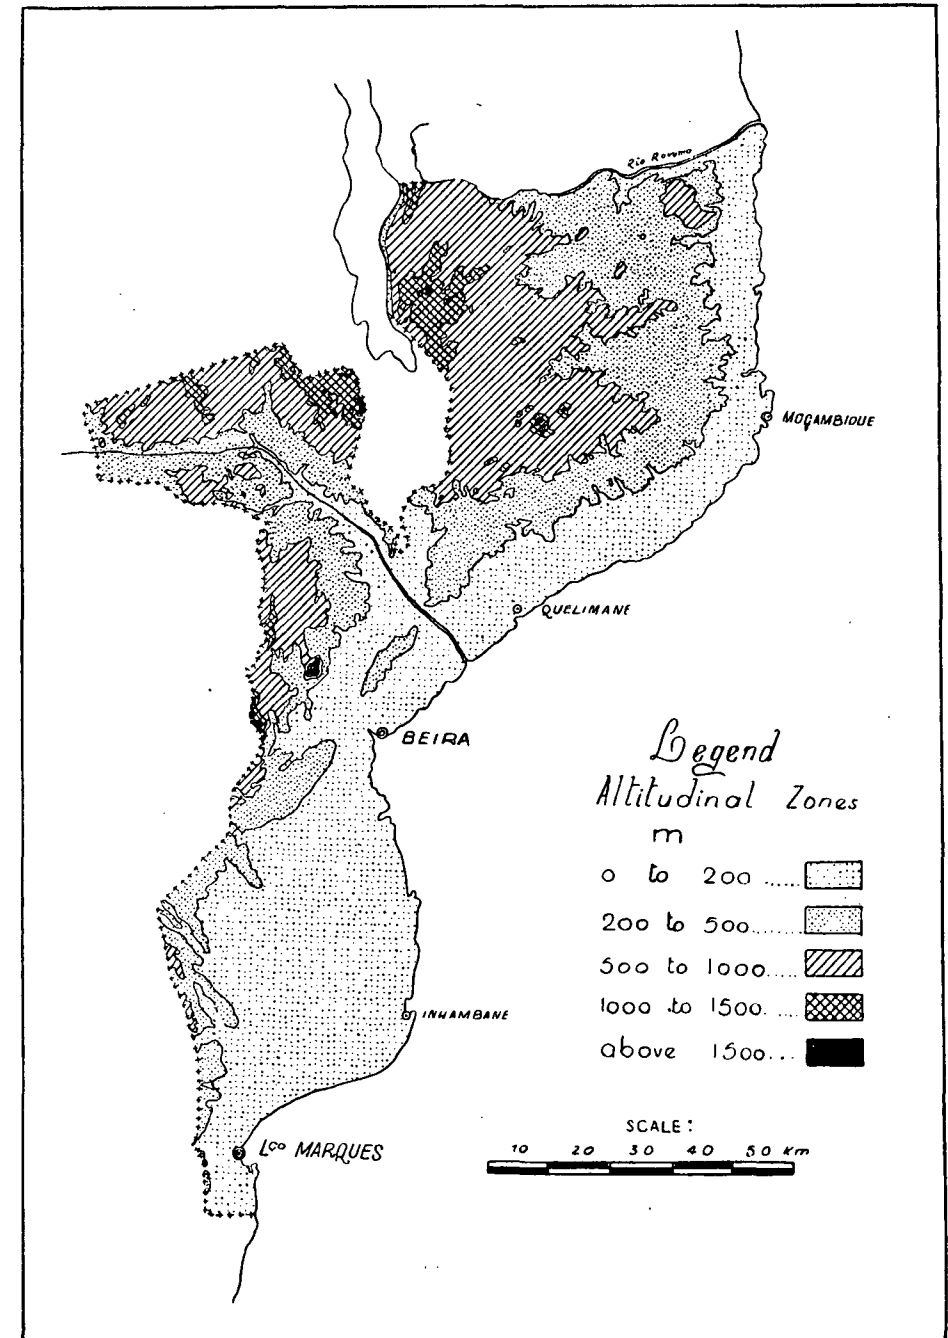 Rio Rovuma
MOÇAMBIQUE
QUELIMANE
BEIRA
INHAMBANE
Lço MARQUES
Legend
Altitudinal Zones
m
0 to 200 .....
200 to 500........
500 to 1000.....
1000 to 1500. ....
above 1500...
SCALE:
10 20 30 40 50 Km